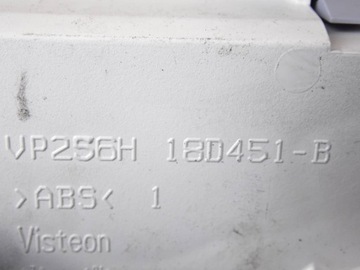 VP2S6H 18D451-B
>ABS< 1
Visteon